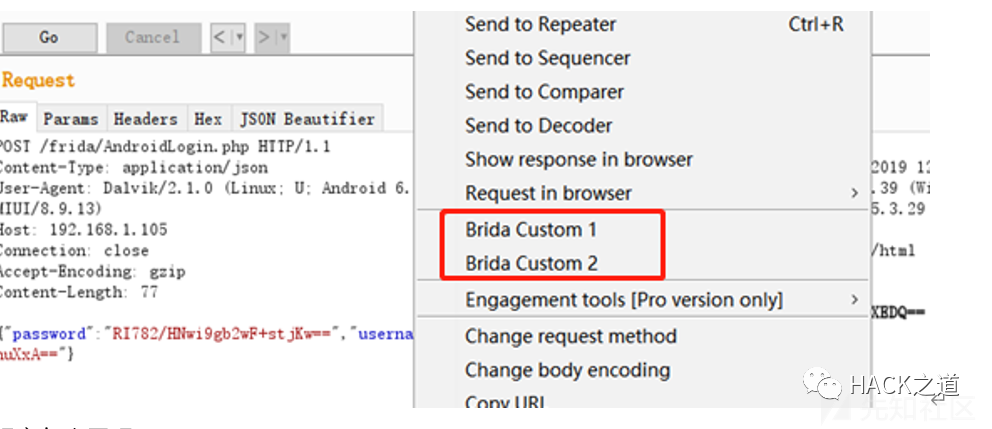 Go Cancel < >
Request
Raw Params Headers Hex JSON Beautifier
POST /frida/AndroidLogin.php HTTP/1.1
Content-Type: application/json
User-Agent: Dalvik/2.1.0 (Linux; U; Android 6.
MIUI/8.9.13)
Host: 192.168.1.105
Connection: close
Accept-Encoding: gzip
Content-Length: 77
{"password":"RI782/HNwi9gb2wF+stjKw==","userna
nuXxA=="}
Send to Repeater Ctrl+R
Send to Sequencer
Send to Comparer
Send to Decoder
Show response in browser
Request in browser >
Brida Custom 1
Brida Custom 2
Engagement tools [Pro version only] >
Change request method
Change body encoding
Copy URL
2019 12
.39 (Wi
5.3.29
/html
XBDQ==
HACK之道
先知社区